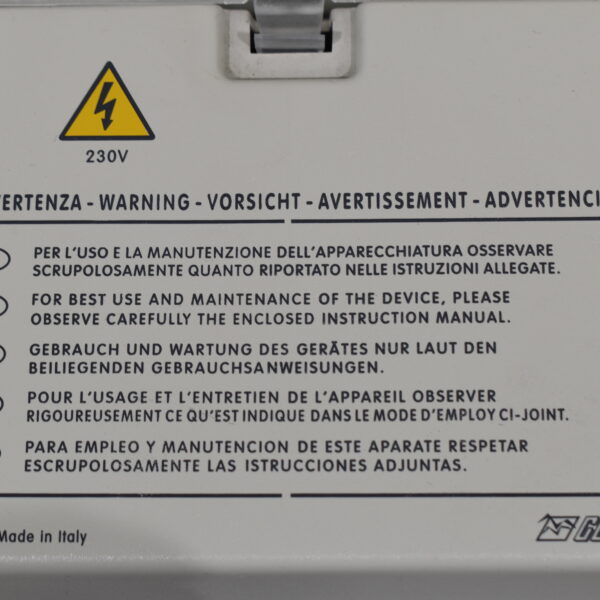 230V
VERTENZA - WARNING - VORSICHT - AVERTISSEMENT - ADVERTENCI
PER L'USO E LA MANUTENZIONE DELL'APPARECCHIATURA OSSERVARE
SCRUPOLOSAMENTE QUANTO RIPORTATO NELLE ISTRUZIONI ALLEGATE.
FOR BEST USE AND MAINTENANCE OF THE DEVICE, PLEASE
OBSERVE CAREFULLY THE ENCLOSED INSTRUCTION MANUAL.
GEBRAUCH UND WARTUNG DES GERÄTES NUR LAUT DEN
BEILIEGENDEN GEBRAUCHSANWEISUNGEN.
POUR L'USAGE ET L'ENTRETIEN DE L'APPAREIL OBSERVER
RIGOUREUSEMENT CE QU'EST INDIQUE DANS LE MODE D'EMPLOY CI-JOINT.
PARA EMPLEO Y MANUTENCION DE ESTE APARATE RESPETAR
ESCRUPOLOSAMENTE LAS ISTRUCCIONES ADJUNTAS.
Made in Italy